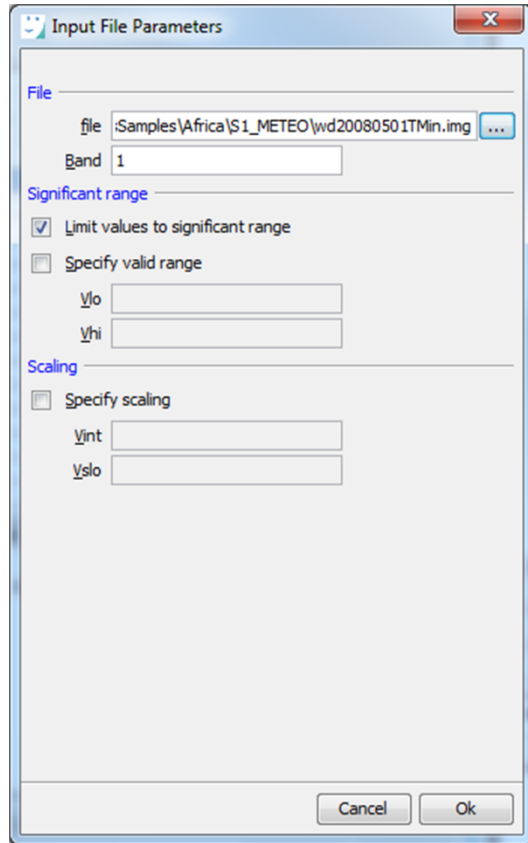 Input File Parameters
File
file :Samples\Africa\S1_METEO\wd20080501TMin.img ...
Band 1
Significant range
Limit values to significant range
Specify valid range
Vlo
Vhi
Scaling
Specify scaling
Vint
Vslo
Cancel Ok